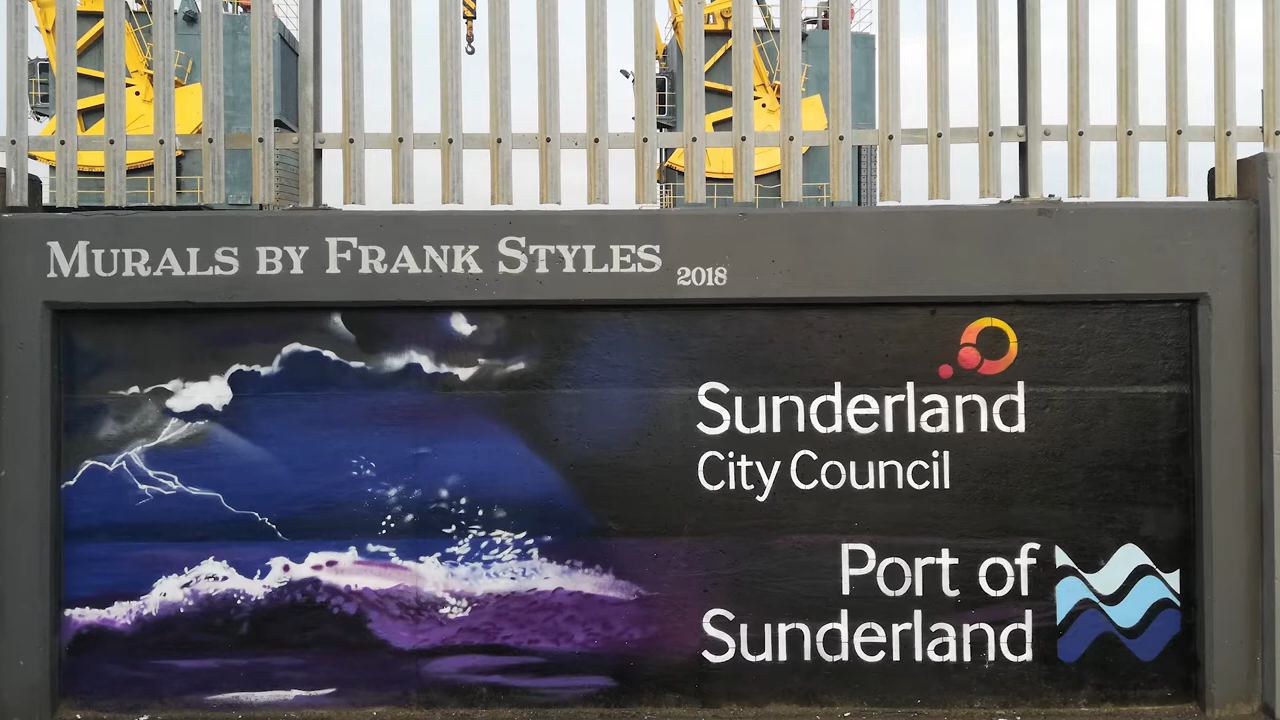 MURALS BY FRANK STYLES 2018
Sunderland
City Council
Port of
Sunderland